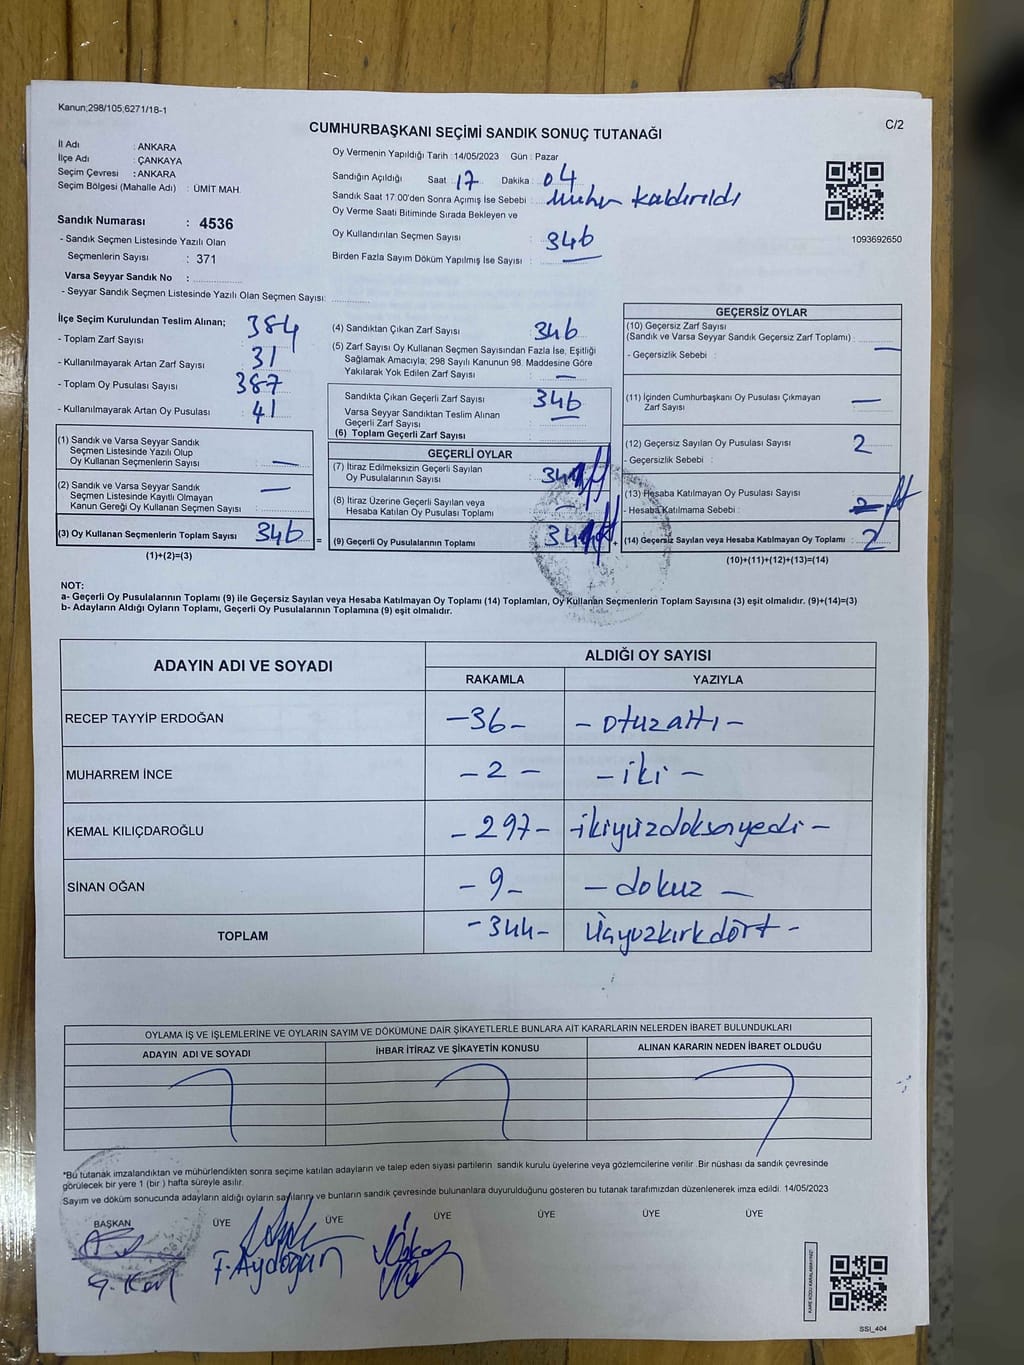 Kanun;298/105;6271/18-1
C/2
CUMHURBAŞKANI SEÇİMİ SANDIK SONUÇ TUTANAĞI
İl Adı : ANKARA
İlçe Adı : ÇANKAYA
Seçim Çevresi : ANKARA
Seçim Bölgesi (Mahalle Adı) : ÜMİT MAH.
Sandık Numarası : 4536
- Sandık Seçmen Listesinde Yazılı Olan
Seçmenlerin Sayısı : 371
Varsa Seyyar Sandık No :
- Seyyar Sandık Seçmen Listesinde Yazılı Olan Seçmen Sayısı:
Oy Vermenin Yapıldığı Tarih :14/05/2023 Gün : Pazar
Sandığın Açıldığı Saat :17 Dakika : 04
Sandık Saat 17:00'den Sonra Açımış İse Sebebi : Mühür kaldırıldı
Oy Verme Saati Bitiminde Sırada Bekleyen ve
Oy Kullandırılan Seçmen Sayısı : 346
Birden Fazla Sayım Döküm Yapılmış İse Sayısı : —
1093692650
İlçe Seçim Kurulundan Teslim Alınan;
- Toplam Zarf Sayısı : 384
- Kullanılmayarak Artan Zarf Sayısı : 31
- Toplam Oy Pusulası Sayısı : 387
- Kullanılmayarak Artan Oy Pusulası : 41
(1) Sandık ve Varsa Seyyar Sandık
Seçmen Listesinde Yazılı Olup
Oy Kullanan Seçmenlerin Sayısı : —
(2) Sandık ve Varsa Seyyar Sandık
Seçmen Listesinde Kayıtlı Olmayan
Kanun Gereği Oy Kullanan Seçmen Sayısı : —
(3) Oy Kullanan Seçmenlerin Toplam Sayısı 346 =
(1)+(2)=(3)
(4) Sandıktan Çıkan Zarf Sayısı : 346
(5) Zarf Sayısı Oy Kullanan Seçmen Sayısından Fazla İse, Eşitliği
Sağlamak Amacıyla, 298 Sayılı Kanunun 98. Maddesine Göre
Yakılarak Yok Edilen Zarf Sayısı : —
Sandıkta Çıkan Geçerli Zarf Sayısı : 346
Varsa Seyyar Sandıktan Teslim Alınan
Geçerli Zarf Sayısı : —
(6) Toplam Geçerli Zarf Sayısı :
GEÇERLİ OYLAR
(7) İtiraz Edilmeksizin Geçerli Sayılan
Oy Pusulalarının Sayısı :
(8) İtiraz Üzerine Geçerli Sayılan veya
Hesaba Katılan Oy Pusulası Toplamı : —
(9) Geçerli Oy Pusulalarının Toplamı : +
GEÇERSİZ OYLAR
(10) Geçersiz Zarf Sayısı
(Sandık ve Varsa Seyyar Sandık Geçersiz Zarf Toplamı) : —
- Geçersizlik Sebebi :
(11) İçinden Cumhurbaşkanı Oy Pusulası Çıkmayan
Zarf Sayısı : —
(12) Geçersiz Sayılan Oy Pusulası Sayısı : 2
- Geçersizlik Sebebi :
(13) Hesaba Katılmayan Oy Pusulası Sayısı : 2
- Hesaba Katılmama Sebebi :
(14) Geçersiz Sayılan veya Hesaba Katılmayan Oy Toplamı : 2
(10)+(11)+(12)+(13)=(14)
NOT:
a- Geçerli Oy Pusulalarının Toplamı (9) ile Geçersiz Sayılan veya Hesaba Katılmayan Oy Toplamı (14) Toplamları, Oy Kullanan Seçmenlerin Toplam Sayısına (3) eşit olmalıdır. (9)+(14)=(3)
b- Adayların Aldığı Oyların Toplamı, Geçerli Oy Pusulalarının Toplamına (9) eşit olmalıdır.
ADAYIN ADI VE SOYADI ALDIĞI OY SAYISI
RAKAMLA YAZIYLA
RECEP TAYYİP ERDOĞAN -36- - otuzaltı -
MUHARREM İNCE - 2 - - iki -
KEMAL KILIÇDAROĞLU - 297- -ikiyüzdoksanyedi -
SİNAN OĞAN - 9 - - dokuz -
TOPLAM - 344- Üçyüzkırkdört -
OYLAMA İŞ VE İŞLEMLERİNE VE OYLARIN SAYIM VE DÖKÜMÜNE DAİR ŞİKAYETLERLE BUNLARA AİT KARARLARIN NELERDEN İBARET BULUNDUKLARI
ADAYIN ADI VE SOYADI İHBAR İTİRAZ VE ŞİKAYETİN KONUSU ALINAN KARARIN NEDEN İBARET OLDUĞU
*Bu tutanak imzalandıktan ve mühürlendikten sonra seçime katılan adayların ve talep eden siyasi partilerin sandık kurulu üyelerine veya gözlemcilerine verilir. Bir nüshası da sandık çevresinde
görülecek bir yere 1 (bir ) hafta süreyle asılır.
Sayım ve döküm sonucunda adayların aldığı oyların sayıların ve bunların sandık çevresinde bulunanlara duyurulduğunu gösteren bu tutanak tarafımızdan düzenlenerek imza edildi. 14/05/2023
BAŞKAN ÜYE ÜYE ÜYE ÜYE ÜYE ÜYE
F. Aydoğan
SSI_404